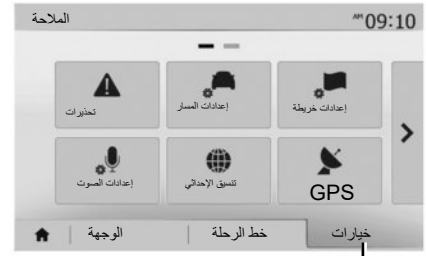 الملاحة
AM 09:10
تحذيرات
إعدادات المسار
إعدادات خريطة
إعدادات الصوت
تنسيق الإحداثي
GPS
الوجهة
خط الرحلة
خيارات